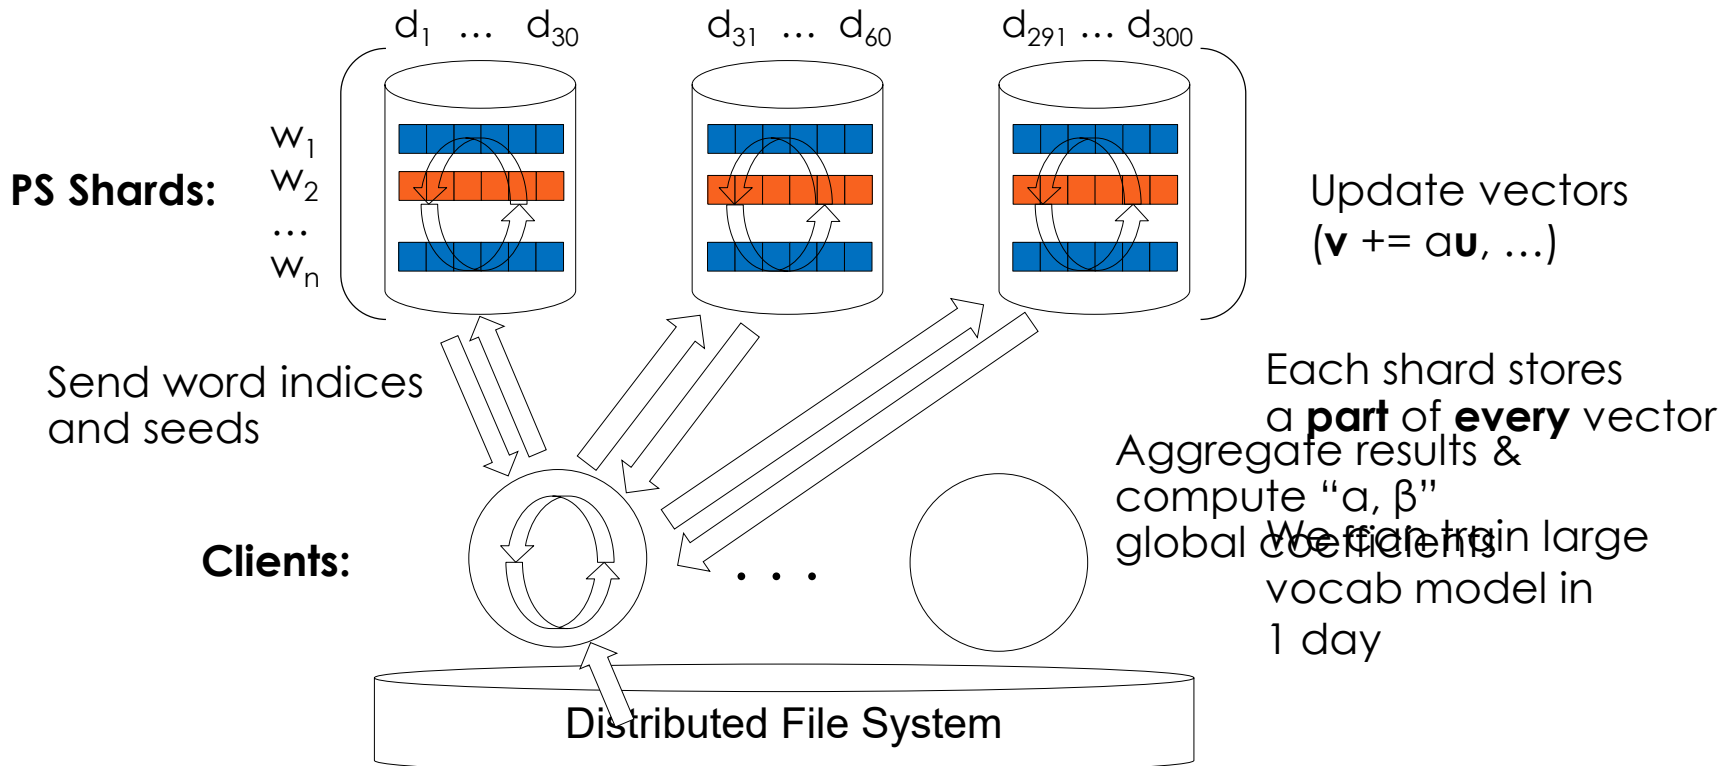 d1 ... d30
d31 ... d60
d291 ... d300
w1
w2
...
wn
PS Shards:
Update vectors
(v += αu, ...)
Send word indices
and seeds
Each shard stores
a part of every vector
Aggregate results &
compute “α, β”
global coefficients
We can train large
vocab model in
1 day
Clients:
. . .
Distributed File System